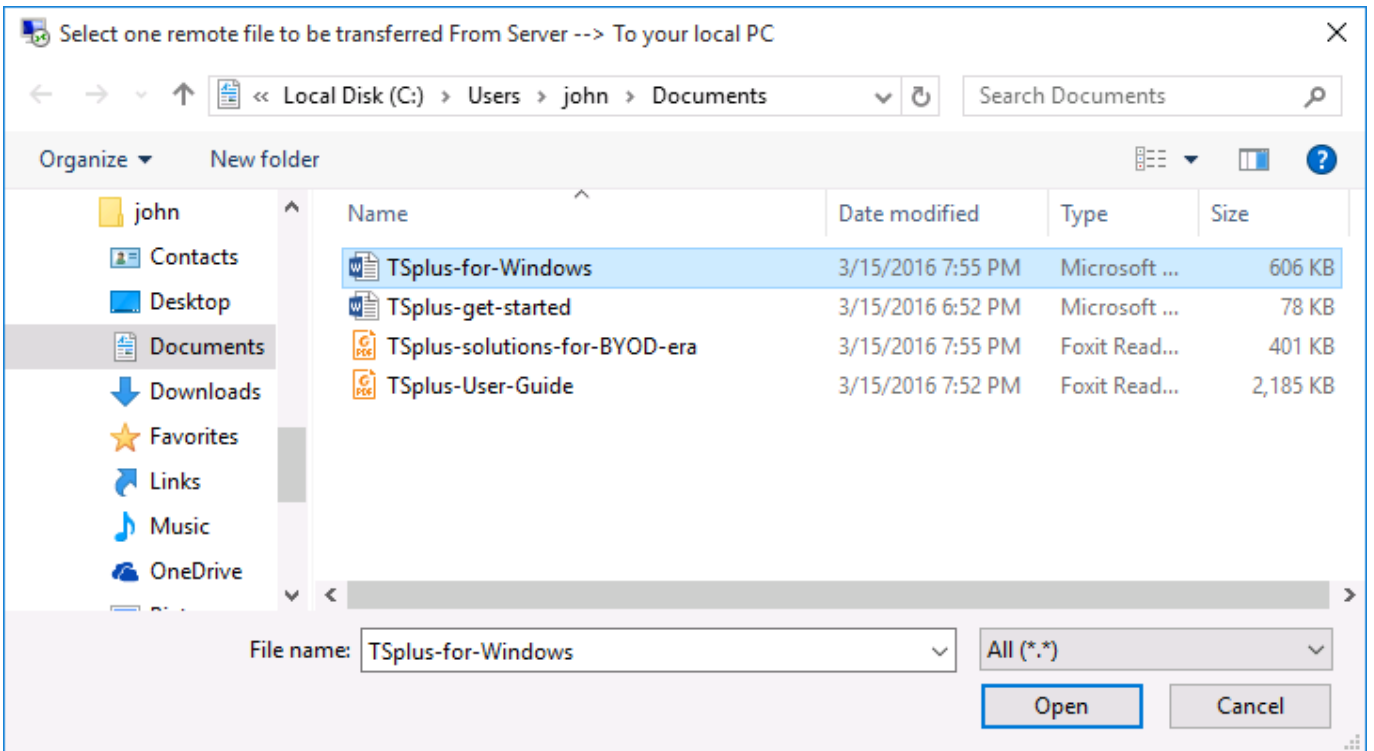 Select one remote file to be transferred From Server --> To your local PC
« Local Disk (C:) > Users > john > Documents
Search Documents
Organize
New folder
john
Contacts
Desktop
Documents
Downloads
Favorites
Links
Music
OneDrive
Name Date modified Type Size
TSplus-for-Windows 3/15/2016 7:55 PM Microsoft ... 606 KB
TSplus-get-started 3/15/2016 6:52 PM Microsoft ... 78 KB
TSplus-solutions-for-BYOD-era 3/15/2016 7:55 PM Foxit Read... 401 KB
TSplus-User-Guide 3/15/2016 7:52 PM Foxit Read... 2,185 KB
File name: TSplus-for-Windows
All (*.*)
Open
Cancel